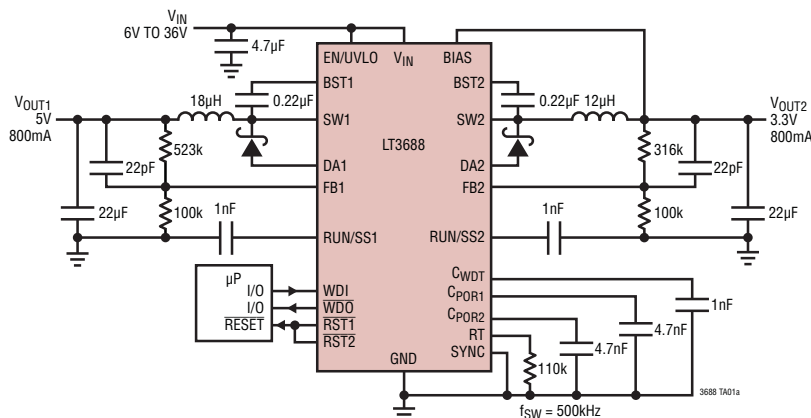 VIN
6V TO 36V
4.7µF
EN/UVLO VIN BIAS
BST1 BST2
18µH 0.22µF 0.22µF 12µH
VOUT1
5V
800mA
SW1 SW2
VOUT2
3.3V
800mA
LT3688
523k 316k
22pF 22pF
DA1 DA2
FB1 FB2
22µF 100k 1nF 1nF 100k 22µF
RUN/SS1 RUN/SS2
µP
I/O WDI
I/O WDO
RESET RST1
RST2
CWDT
CPOR1
CPOR2
RT
SYNC
GND
1nF
4.7nF
4.7nF
110k
fSW = 500kHz
3688 TA01a